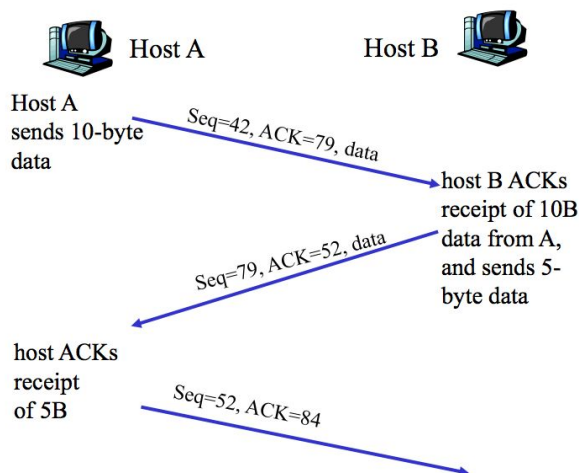 Host A
Host B
Host A
sends 10-byte
data
Seq=42, ACK=79, data
host B ACKs
receipt of 10B
data from A,
and sends 5-
byte data
Seq=79, ACK=52, data
host ACKs
receipt
of 5B
Seq=52, ACK=84